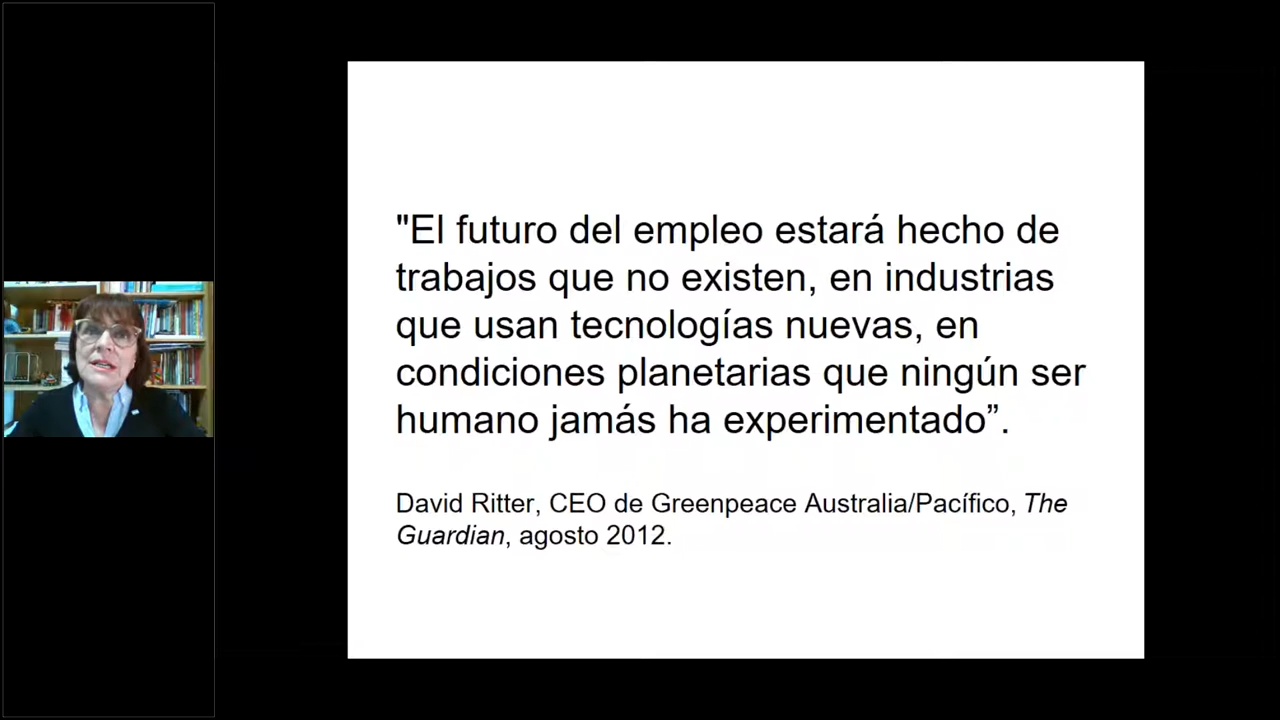 "El futuro del empleo estará hecho de
trabajos que no existen, en industrias
que usan tecnologías nuevas, en
condiciones planetarias que ningún ser
humano jamás ha experimentado”.
David Ritter, CEO de Greenpeace Australia/Pacífico, The
Guardian, agosto 2012.